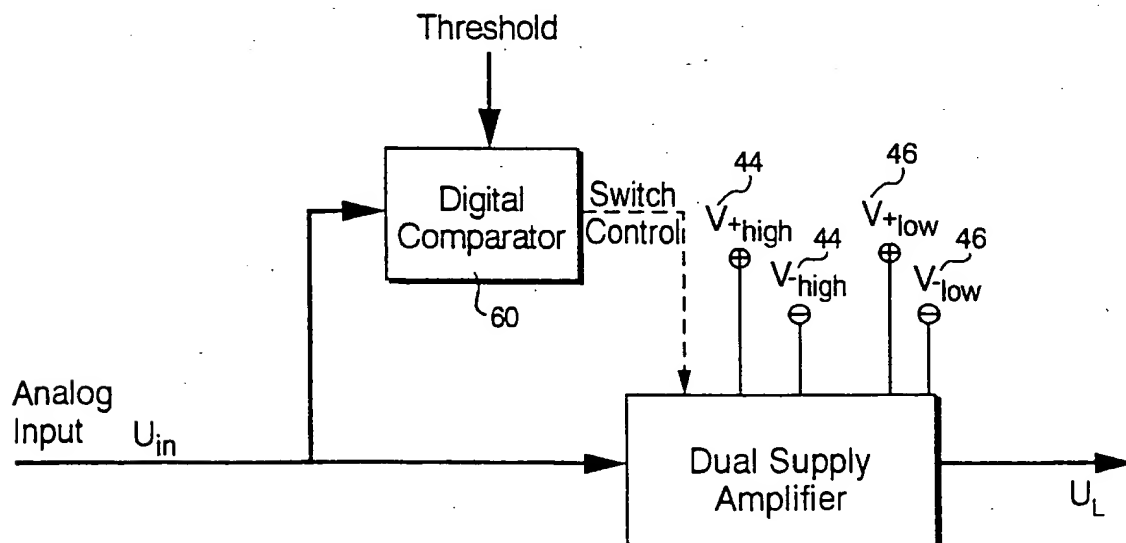 Threshold
Digital
Comparator
60
Switch
Control
44
V+high
44
V-high
46
V+low
46
V-low
Analog
Input Uin
Dual Supply
Amplifier
UL